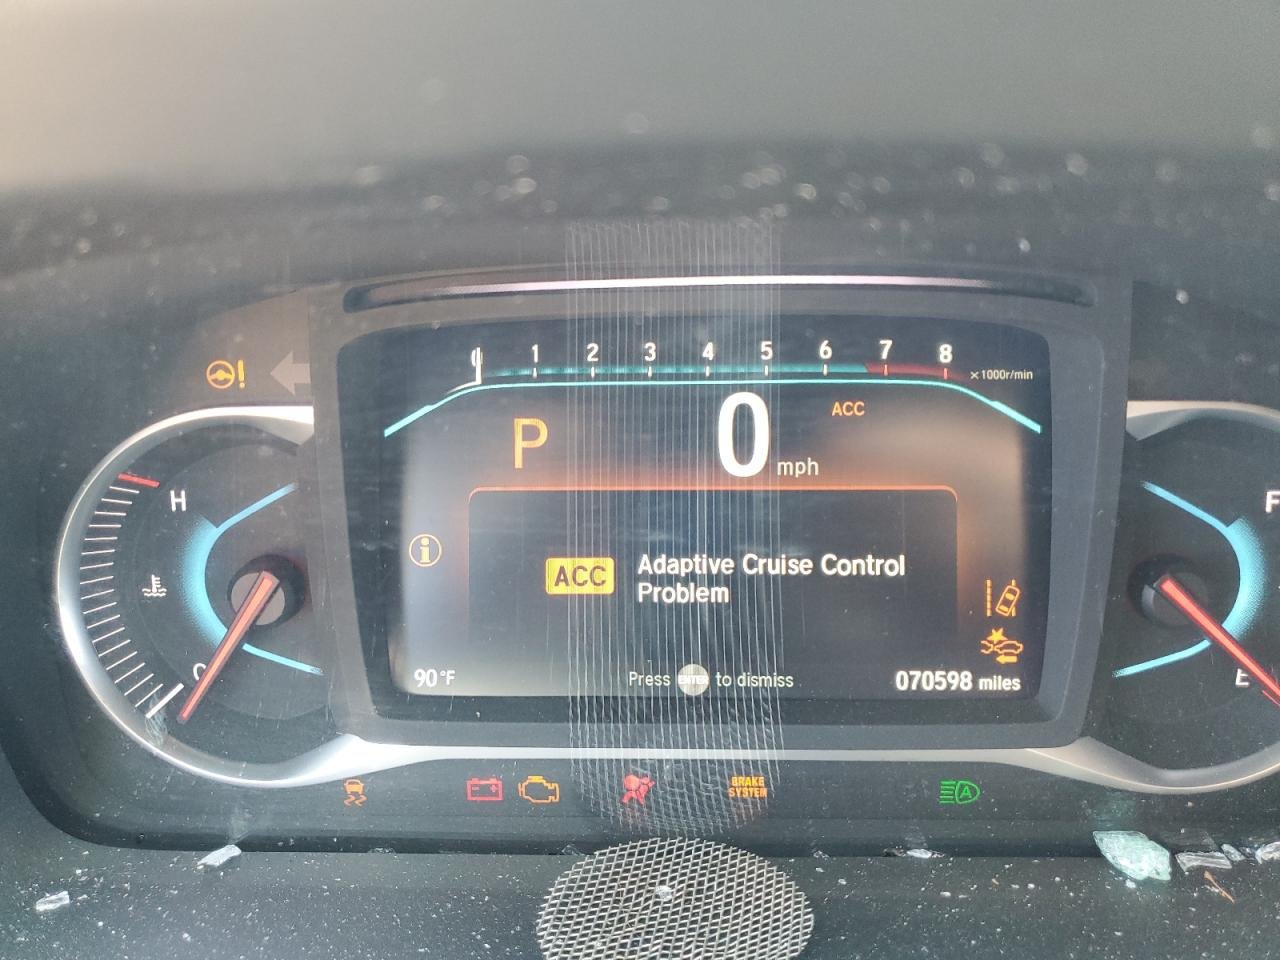 0 1 2 3 4 5 6 7 8
x1000r/min
P 0 mph ACC
H
F
ACC Adaptive Cruise Control
Problem
C
E
90°F Press ENTER to dismiss 070598 miles
BRAKE
SYSTEM
A